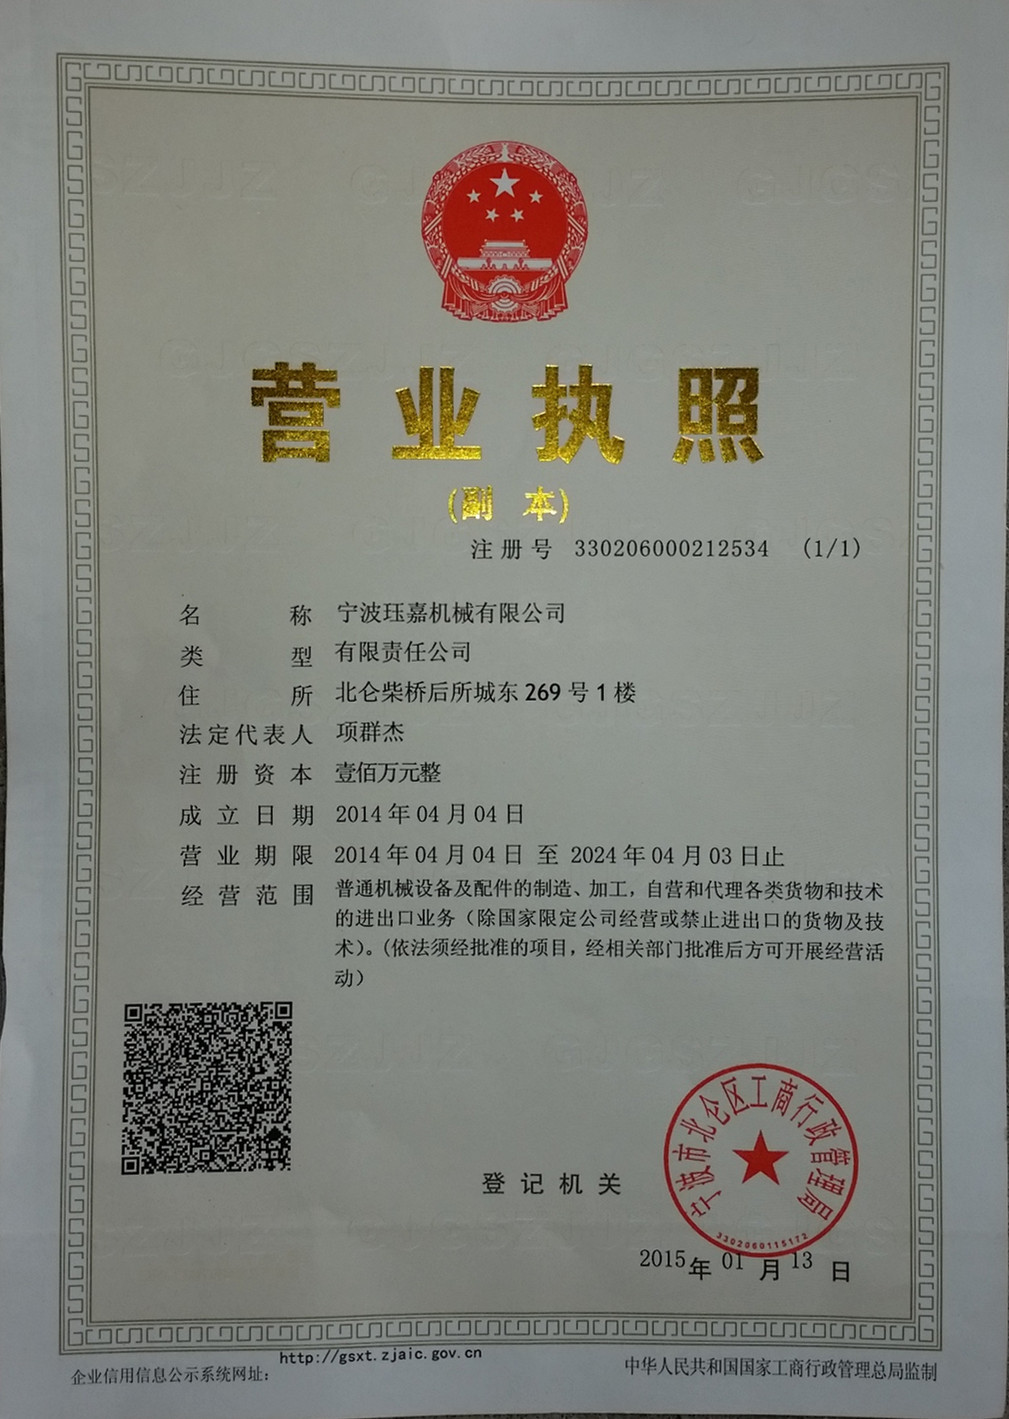 营业执照
(副 本)
注册号 330206000212534 (1/1)
名称 宁波珏嘉机械有限公司
类型 有限责任公司
住所 北仑柴桥后所城东269号1楼
法定代表人 项群杰
注册资本 壹佰万元整
成立日期 2014年04月04日
营业期限 2014年04月04日 至 2024年04月03日止
经营范围 普通机械设备及配件的制造、加工，自营和代理各类货物和技术
的进出口业务（除国家限定公司经营或禁止进出口的货物及技
术）。(依法须经批准的项目，经相关部门批准后方可开展经营活
动）
宁波市北仑区工商行政管理局
3302060115172
登记机关
2015年01月13日
企业信用信息公示系统网址: http://gsxt.zjaic.gov.cn
中华人民共和国国家工商行政管理总局监制